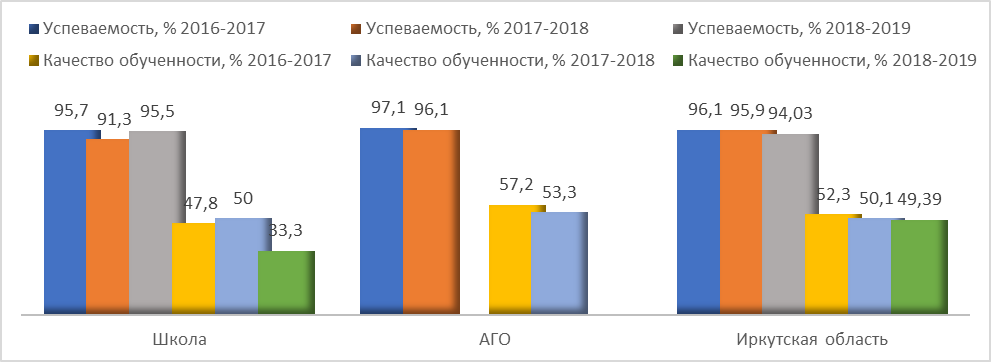 Успеваемость, % 2016-2017 Успеваемость, % 2017-2018 Успеваемость, % 2018-2019
Качество обученности, % 2016-2017 Качество обученности, % 2017-2018 Качество обученности, % 2018-2019
95,7 91,3 95,5 47,8 50 33,3
97,1 96,1 57,2 53,3
96,1 95,9 94,03 52,3 50,1 49,39
Школа АГО Иркутская область